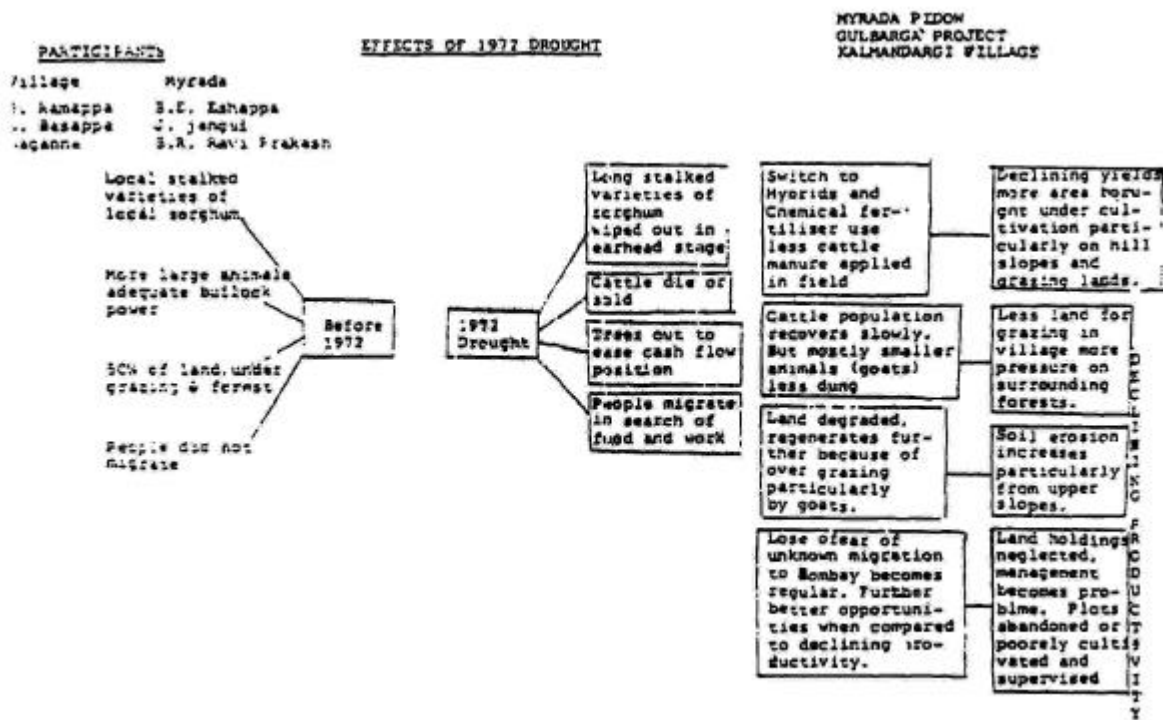 MYRADA PIDOW
GULBARGA PROJECT
KALMANDARGI VILLAGE
EFFECTS OF 1972 DROUGHT
PARTICIPANTS
Village Myrada
Ramappa S.E. Eshappa
Basappa J. jangui
B.R. Ravi Prakash
Local stalked
varieties of
local sorghum
More large animals
adequate bullock
power
50% of land under
grazing & forest
People did not
migrate
Before
1972
1972
Drought
Long stalked
varieties of
sorghum
wiped out in
earhead stage
Cattle die or
sold
Trees cut to
ease cash flow
position
People migrate
in search of
food and work
Switch to
Hybrids and
Chemical fer-
tiliser use
less cattle
manure applied
in field
Cattle population
recovers slowly.
But mostly smaller
animals (goats)
less dung
Land degraded,
regenerates fur-
ther because of
over grazing
particularly
by goats.
Lose ofear of
unknown migration
to Bombay becomes
regular. Further
better opportuni-
ties when compared
to declining pro-
ductivity.
Declining yields
more area boru-
ght under cul-
tivation parti-
cularly on hill
slopes and
grazing lands.
Less land for
grazing in
village more
pressure on
surrounding
forests.
Soil erosion
increases
particularly
from upper
slopes.
Land holdings
neglected,
management
becomes pro-
blme. Plots
abandoned or
poorely culti
vated and
supervised
DECLINING PRODUCTIVITY